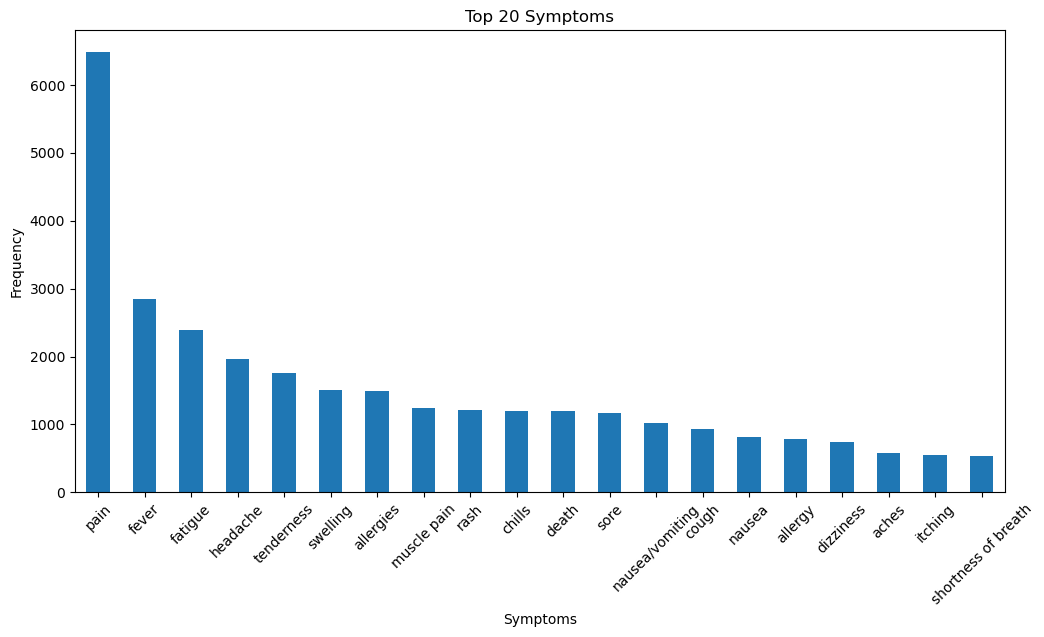 Top 20 Symptoms
Frequency
6000
5000
4000
3000
2000
1000
0
pain
fever
fatigue
headache
tenderness
swelling
allergies
muscle pain
rash
chills
death
sore
nausea/vomiting
cough
nausea
allergy
dizziness
aches
itching
shortness of breath
Symptoms